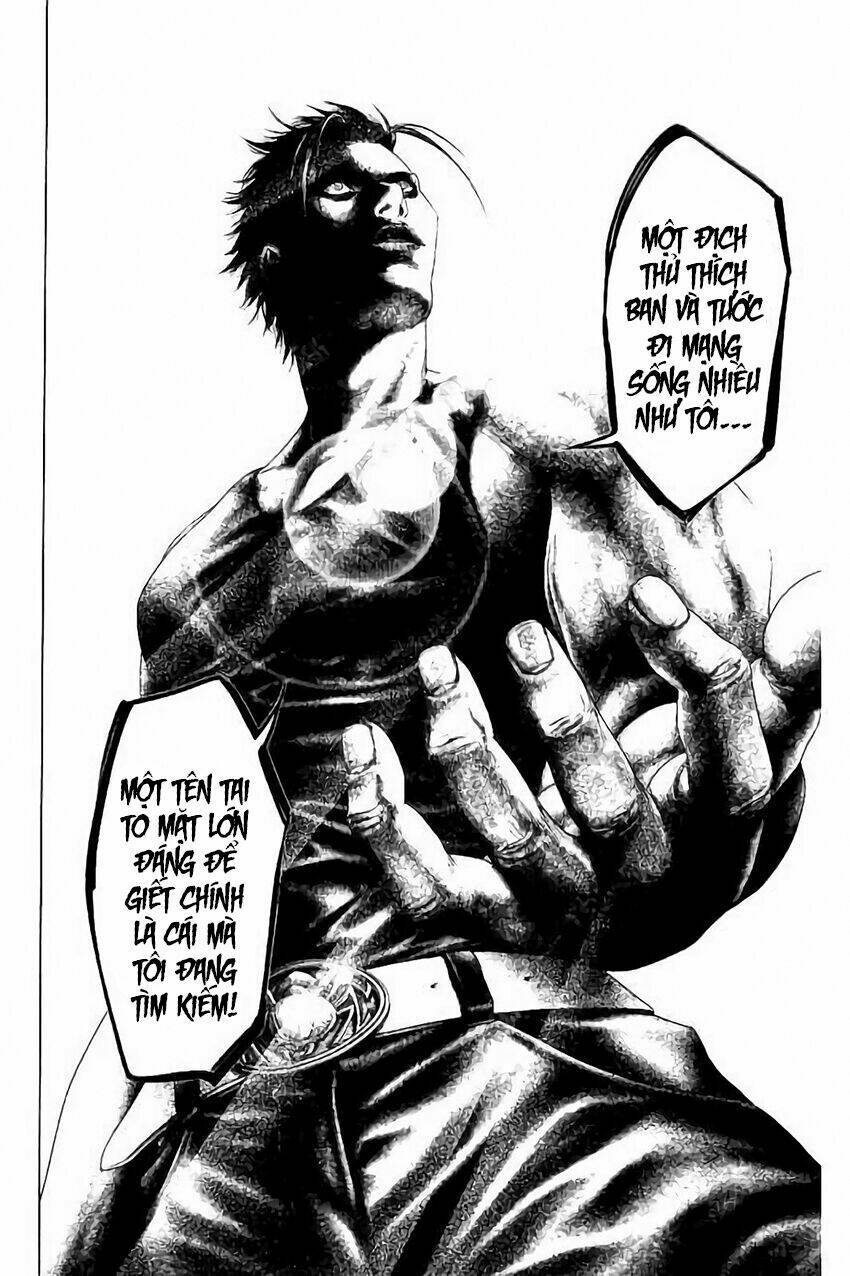 MỘT ĐỊCH
THỦ THÍCH
BAN VÀ TƯỚC
ĐI MẠNG
SỐNG NHIỀU
NHƯ TÔI...
MỘT TÊN TAI
TO MẶT LỚN
ĐÁNG ĐỂ
GIẾT CHÍNH
LÀ CÁI MÀ
TÔI ĐANG
TÌM KIẾM!